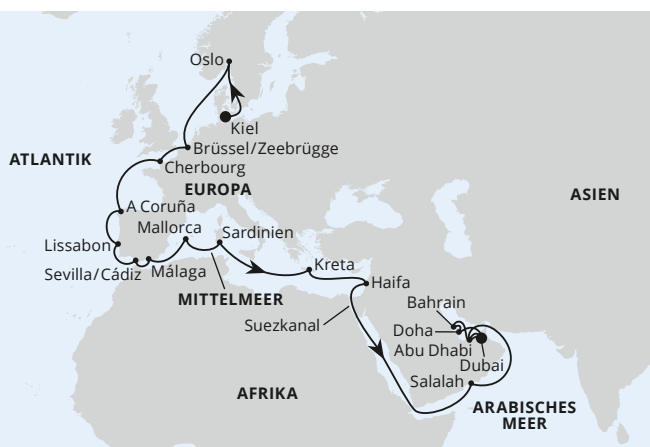 Oslo
Kiel
Brüssel/Zeebrügge
Cherbourg
ATLANTIK
EUROPA
ASIEN
A Coruña
Mallorca
Sardinien
Lissabon
Sevilla/Cádiz
Málaga
Kreta
Haifa
MITTELMEER
Suezkanal
Bahrain
Doha
Abu Dhabi
Dubai
Salalah
AFRIKA
ARABISCHES
MEER